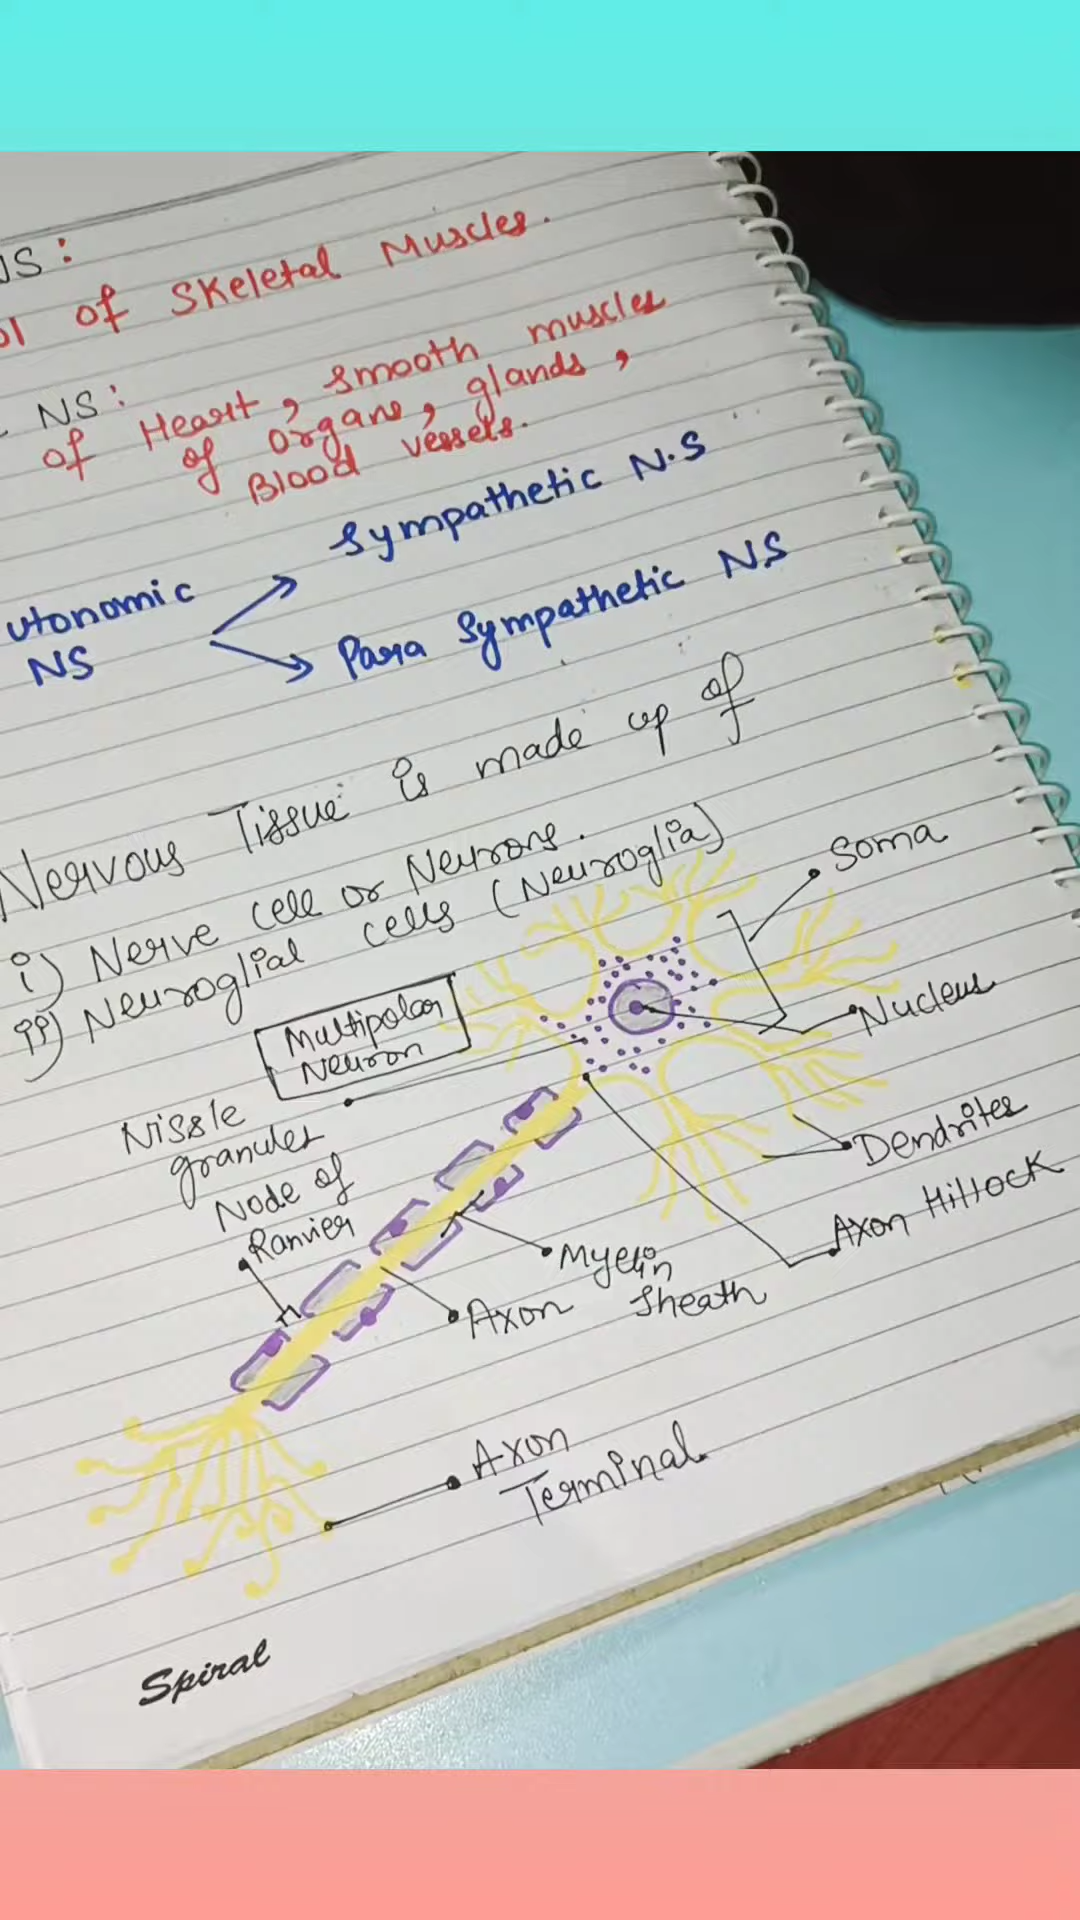 NS:
of Skeletal Muscles.
NS:
of Heart, smooth muscles
of organs, glands,
Blood vessels.
Sympathetic N.S
utonomic
NS
Para Sympathetic N.S
Nervous Tissue is made up of
i) Nerve cell or Neurons.
ii) Neuroglial cells (Neuroglia)
Soma
Multipolar
Neuron
Nucleus
Nissle
granules
Dendrites
Node of
Ranvier
Axon Hillock
Myelin
Sheath
Axon
Axon
Terminal
Spiral